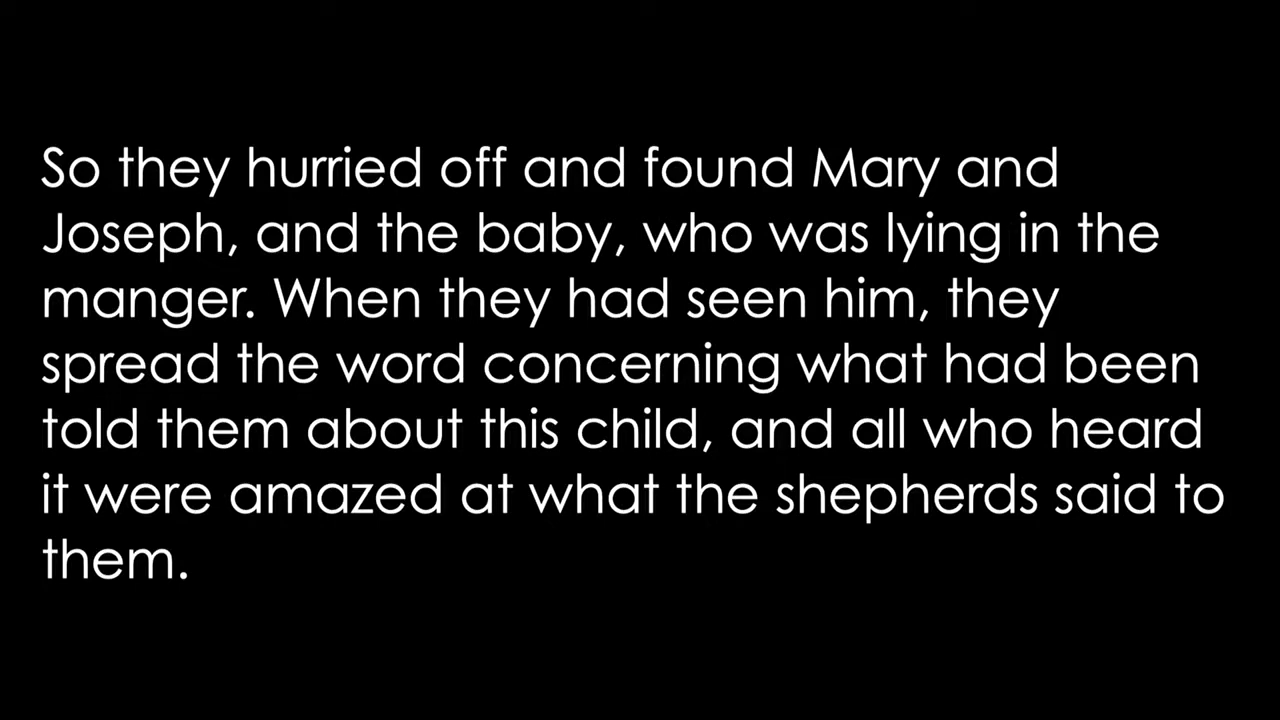 So they hurried off and found Mary and
Joseph, and the baby, who was lying in the
manger. When they had seen him, they
spread the word concerning what had been
told them about this child, and all who heard
it were amazed at what the shepherds said to
them.